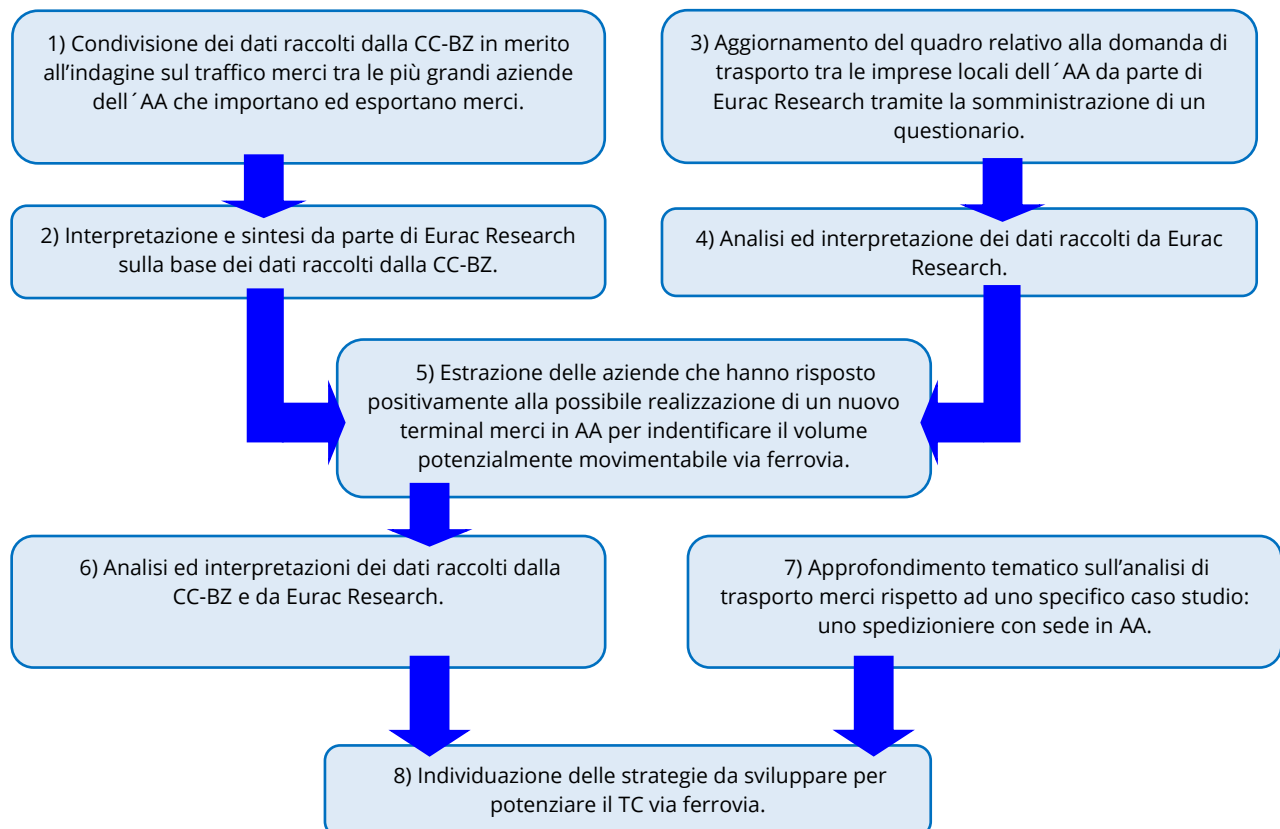 1) Condivisione dei dati raccolti dalla CC-BZ in merito
all’indagine sul traffico merci tra le più grandi aziende
dell´AA che importano ed esportano merci.
3) Aggiornamento del quadro relativo alla domanda di
trasporto tra le imprese locali dell´AA da parte di
Eurac Research tramite la somministrazione di un
questionario.
2) Interpretazione e sintesi da parte di Eurac Research
sulla base dei dati raccolti dalla CC-BZ.
4) Analisi ed interpretazione dei dati raccolti da Eurac
Research.
5) Estrazione delle aziende che hanno risposto
positivamente alla possibile realizzazione di un nuovo
terminal merci in AA per indentificare il volume
potenzialmente movimentabile via ferrovia.
6) Analisi ed interpretazioni dei dati raccolti dalla
CC-BZ e da Eurac Research.
7) Approfondimento tematico sull’analisi di
trasporto merci rispetto ad uno specifico caso studio:
uno spedizioniere con sede in AA.
8) Individuazione delle strategie da sviluppare per
potenziare il TC via ferrovia.